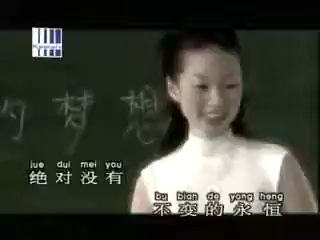 的梦想
jue dui mei you
绝对没有
bu bian de yong heng
不变的永恒